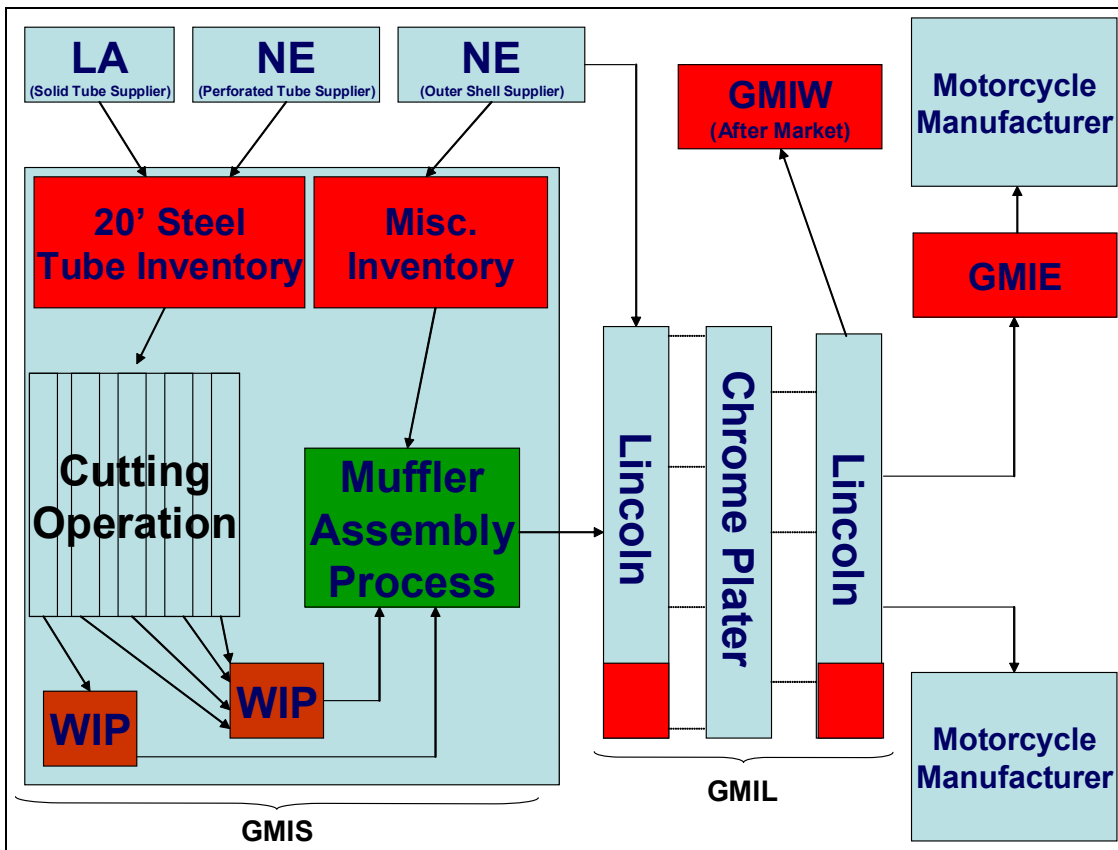 LA
(Solid Tube Supplier)
NE
(Perforated Tube Supplier)
NE
(Outer Shell Supplier)
GMIW
(After Market)
Motorcycle
Manufacturer
20’ Steel
Tube Inventory
Misc.
Inventory
GMIE
Cutting
Operation
Muffler
Assembly
Process
Lincoln
Chrome Plater
Lincoln
WIP
WIP
Motorcycle
Manufacturer
GMIS
GMIL